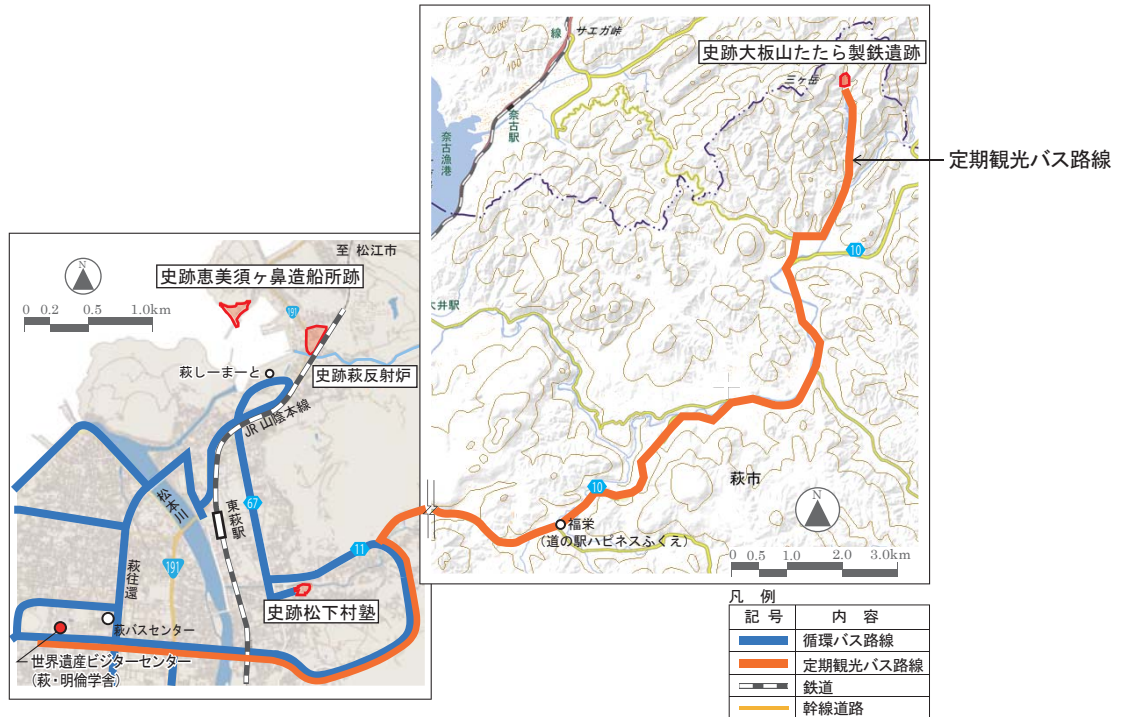 サエガ峠
線
200
100
史跡大板山たたら製鉄遺跡
三ヶ岳
奈古駅
奈古漁港
定期観光バス路線
10
大井駅
萩市
10
福栄
(道の駅ハピネスふくえ)
N
0 0.5 1.0 2.0 3.0km
至 松江市
N
史跡恵美須ヶ鼻造船所跡
0 0.2 0.5 1.0km
191
史跡萩反射炉
萩しーまーと
JR山陰本線
松本川
東萩駅
67
11
萩往還
191
史跡松下村塾
萩バスセンター
世界遺産ビジターセンター
(萩・明倫学舎)
凡 例
記 号 内 容
循環バス路線
定期観光バス路線
鉄道
幹線道路